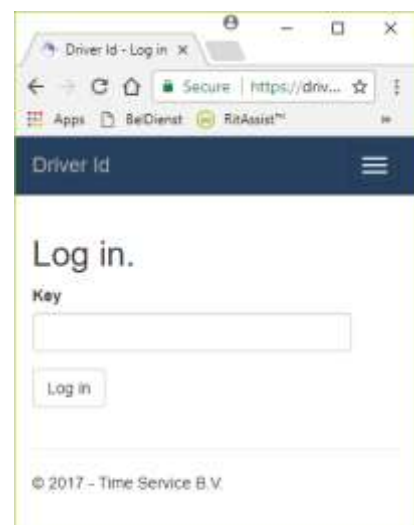 Driver Id - Log in
Secure | https://driv...
Apps BelDienst RitAssist™
Driver Id
Log in.
Key
Log in
© 2017 - Time Service B.V.